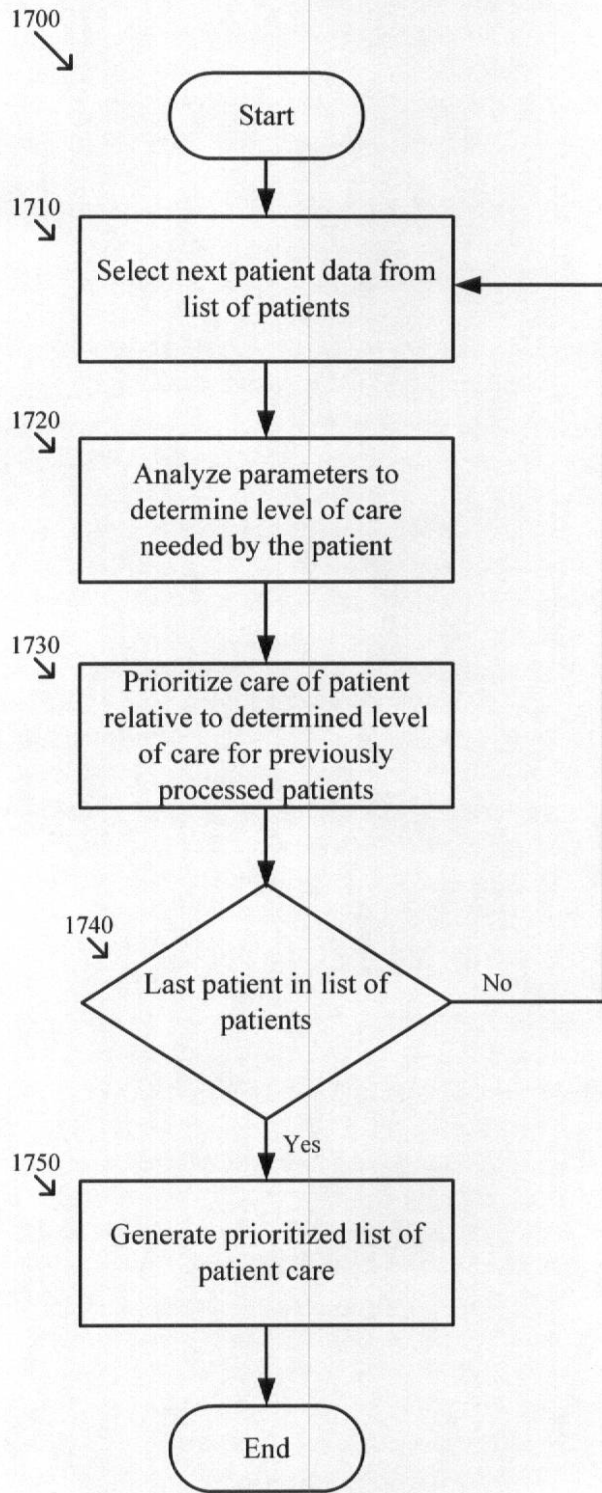 1700
Start
1710
Select next patient data from
list of patients
1720
Analyze parameters to
determine level of care
needed by the patient
1730
Prioritize care of patient
relative to determined level
of care for previously
processed patients
1740
Last patient in list of
patients
No
Yes
1750
Generate prioritized list of
patient care
End